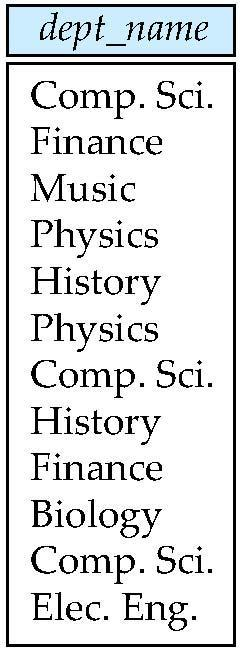 dept_name
Comp. Sci.
Finance
Music
Physics
History
Physics
Comp. Sci.
History
Finance
Biology
Comp. Sci.
Elec. Eng.